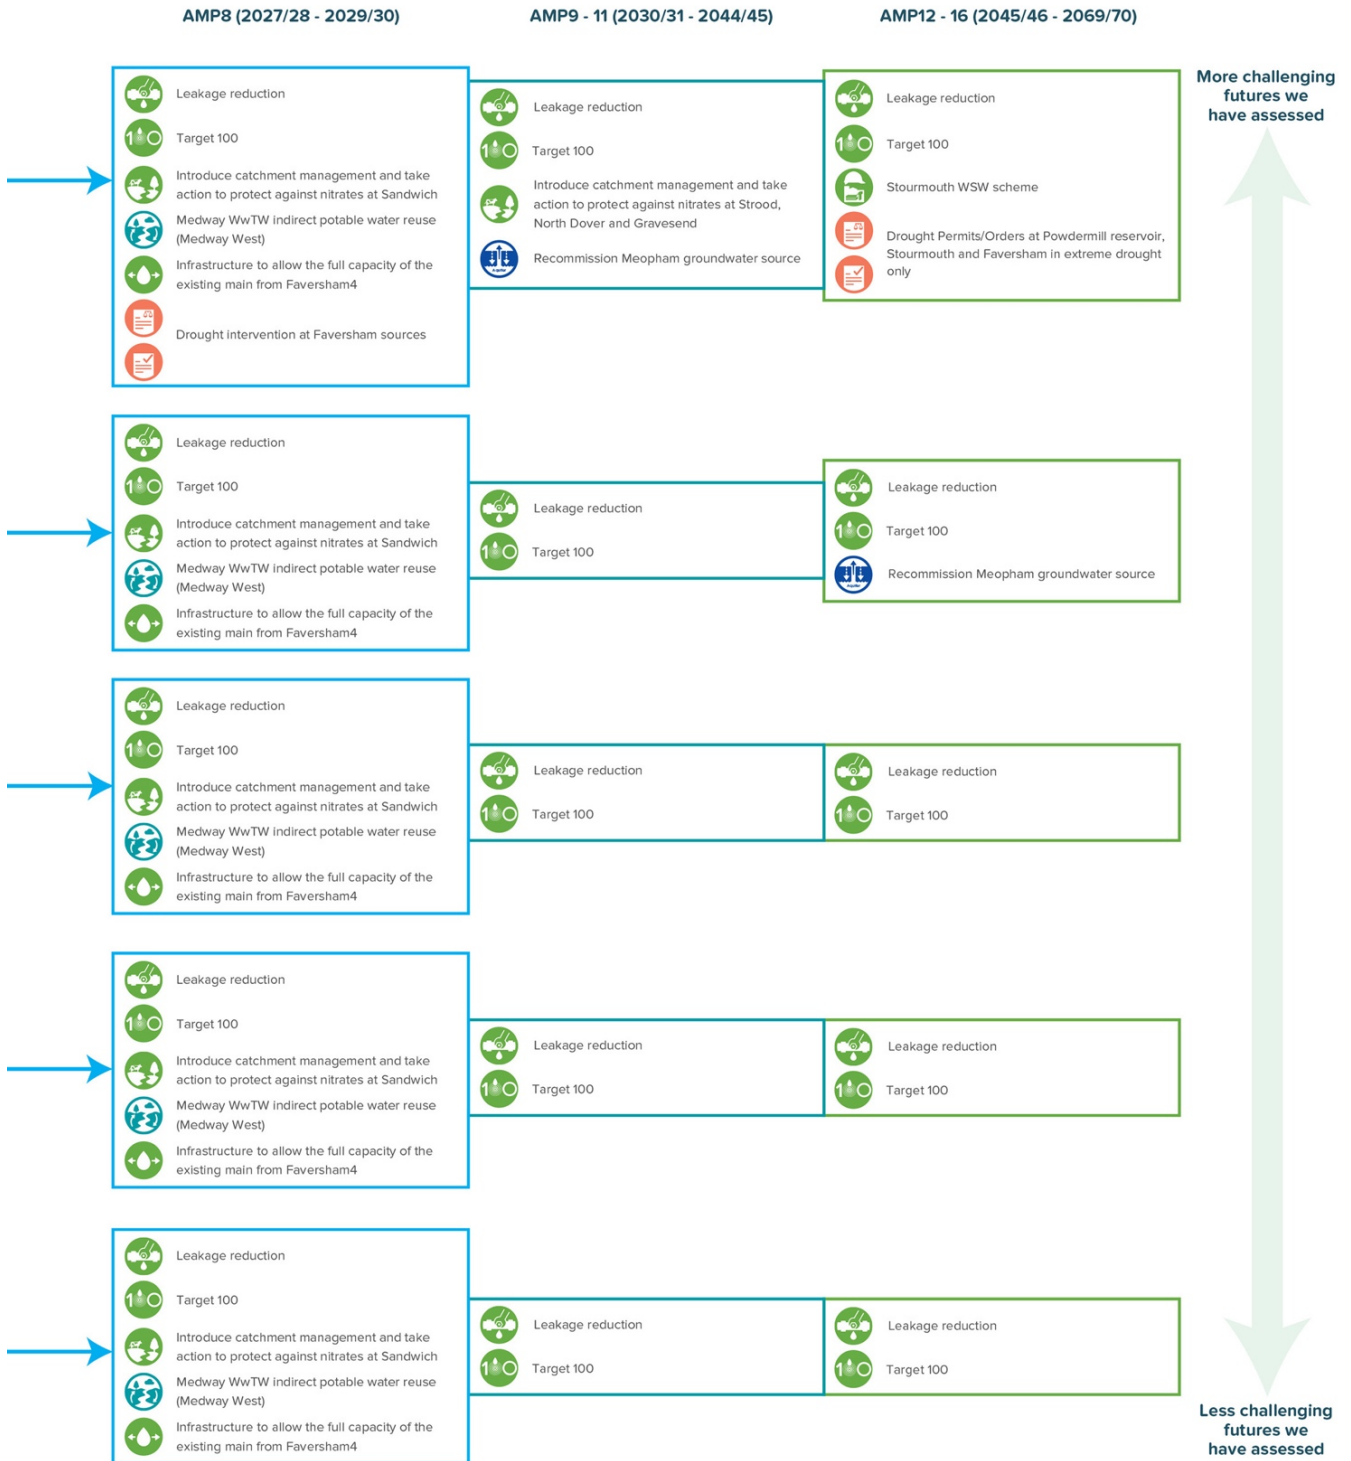 AMP8 (2027/28 - 2029/30)
AMP9 - 11 (2030/31 - 2044/45)
AMP12 - 16 (2045/46 - 2069/70)
More challenging
futures we
have assessed
Leakage reduction
Target 100
Introduce catchment management and take
action to protect against nitrates at Sandwich
Medway WwTW indirect potable water reuse
(Medway West)
Infrastructure to allow the full capacity of the
existing main from Faversham4
Drought intervention at Faversham sources
Leakage reduction
Target 100
Introduce catchment management and take
action to protect against nitrates at Strood,
North Dover and Gravesend
Recommission Meopham groundwater source
Leakage reduction
Target 100
Stourmouth WSW scheme
Drought Permits/Orders at Powdermill reservoir,
Stourmouth and Faversham in extreme drought
only
Leakage reduction
Target 100
Introduce catchment management and take
action to protect against nitrates at Sandwich
Medway WwTW indirect potable water reuse
(Medway West)
Infrastructure to allow the full capacity of the
existing main from Faversham4
Leakage reduction
Target 100
Leakage reduction
Target 100
Recommission Meopham groundwater source
Leakage reduction
Target 100
Introduce catchment management and take
action to protect against nitrates at Sandwich
Medway WwTW indirect potable water reuse
(Medway West)
Infrastructure to allow the full capacity of the
existing main from Faversham4
Leakage reduction
Target 100
Leakage reduction
Target 100
Leakage reduction
Target 100
Introduce catchment management and take
action to protect against nitrates at Sandwich
Medway WwTW indirect potable water reuse
(Medway West)
Infrastructure to allow the full capacity of the
existing main from Faversham4
Leakage reduction
Target 100
Leakage reduction
Target 100
Leakage reduction
Target 100
Introduce catchment management and take
action to protect against nitrates at Sandwich
Medway WwTW indirect potable water reuse
(Medway West)
Infrastructure to allow the full capacity of the
existing main from Faversham4
Leakage reduction
Target 100
Leakage reduction
Target 100
Less challenging
futures we
have assessed